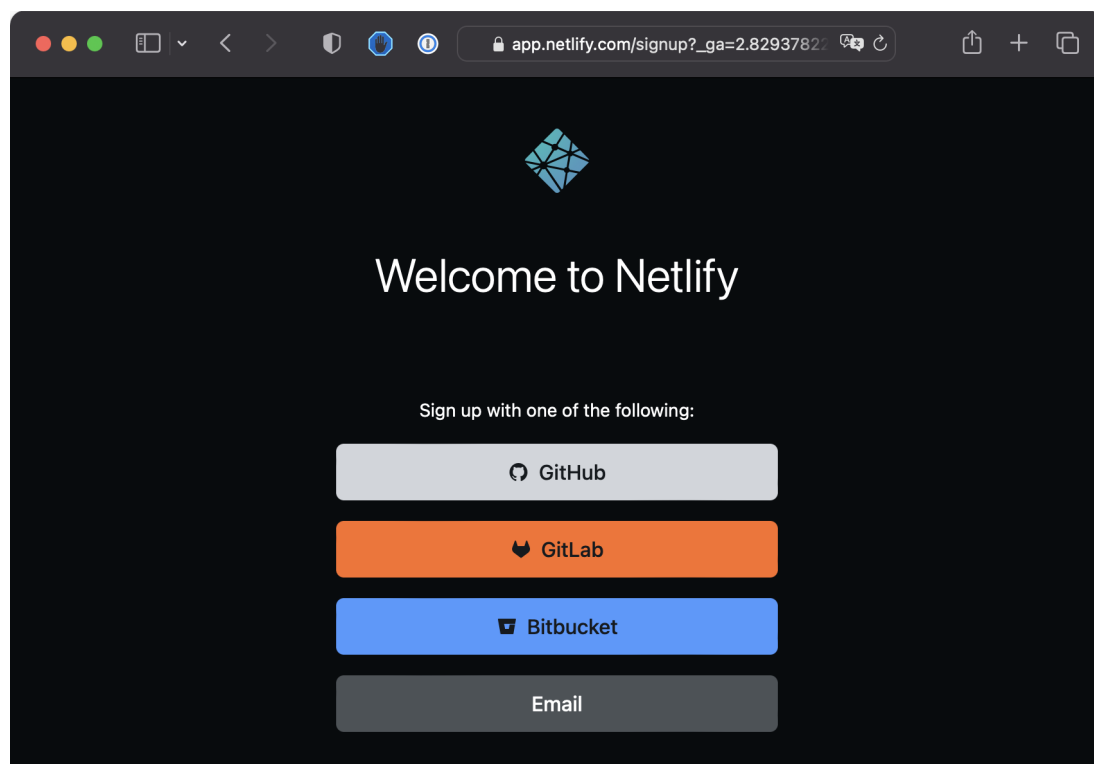 app.netlify.com/signup?_ga=2.82937822
Welcome to Netlify
Sign up with one of the following:
GitHub
GitLab
Bitbucket
Email